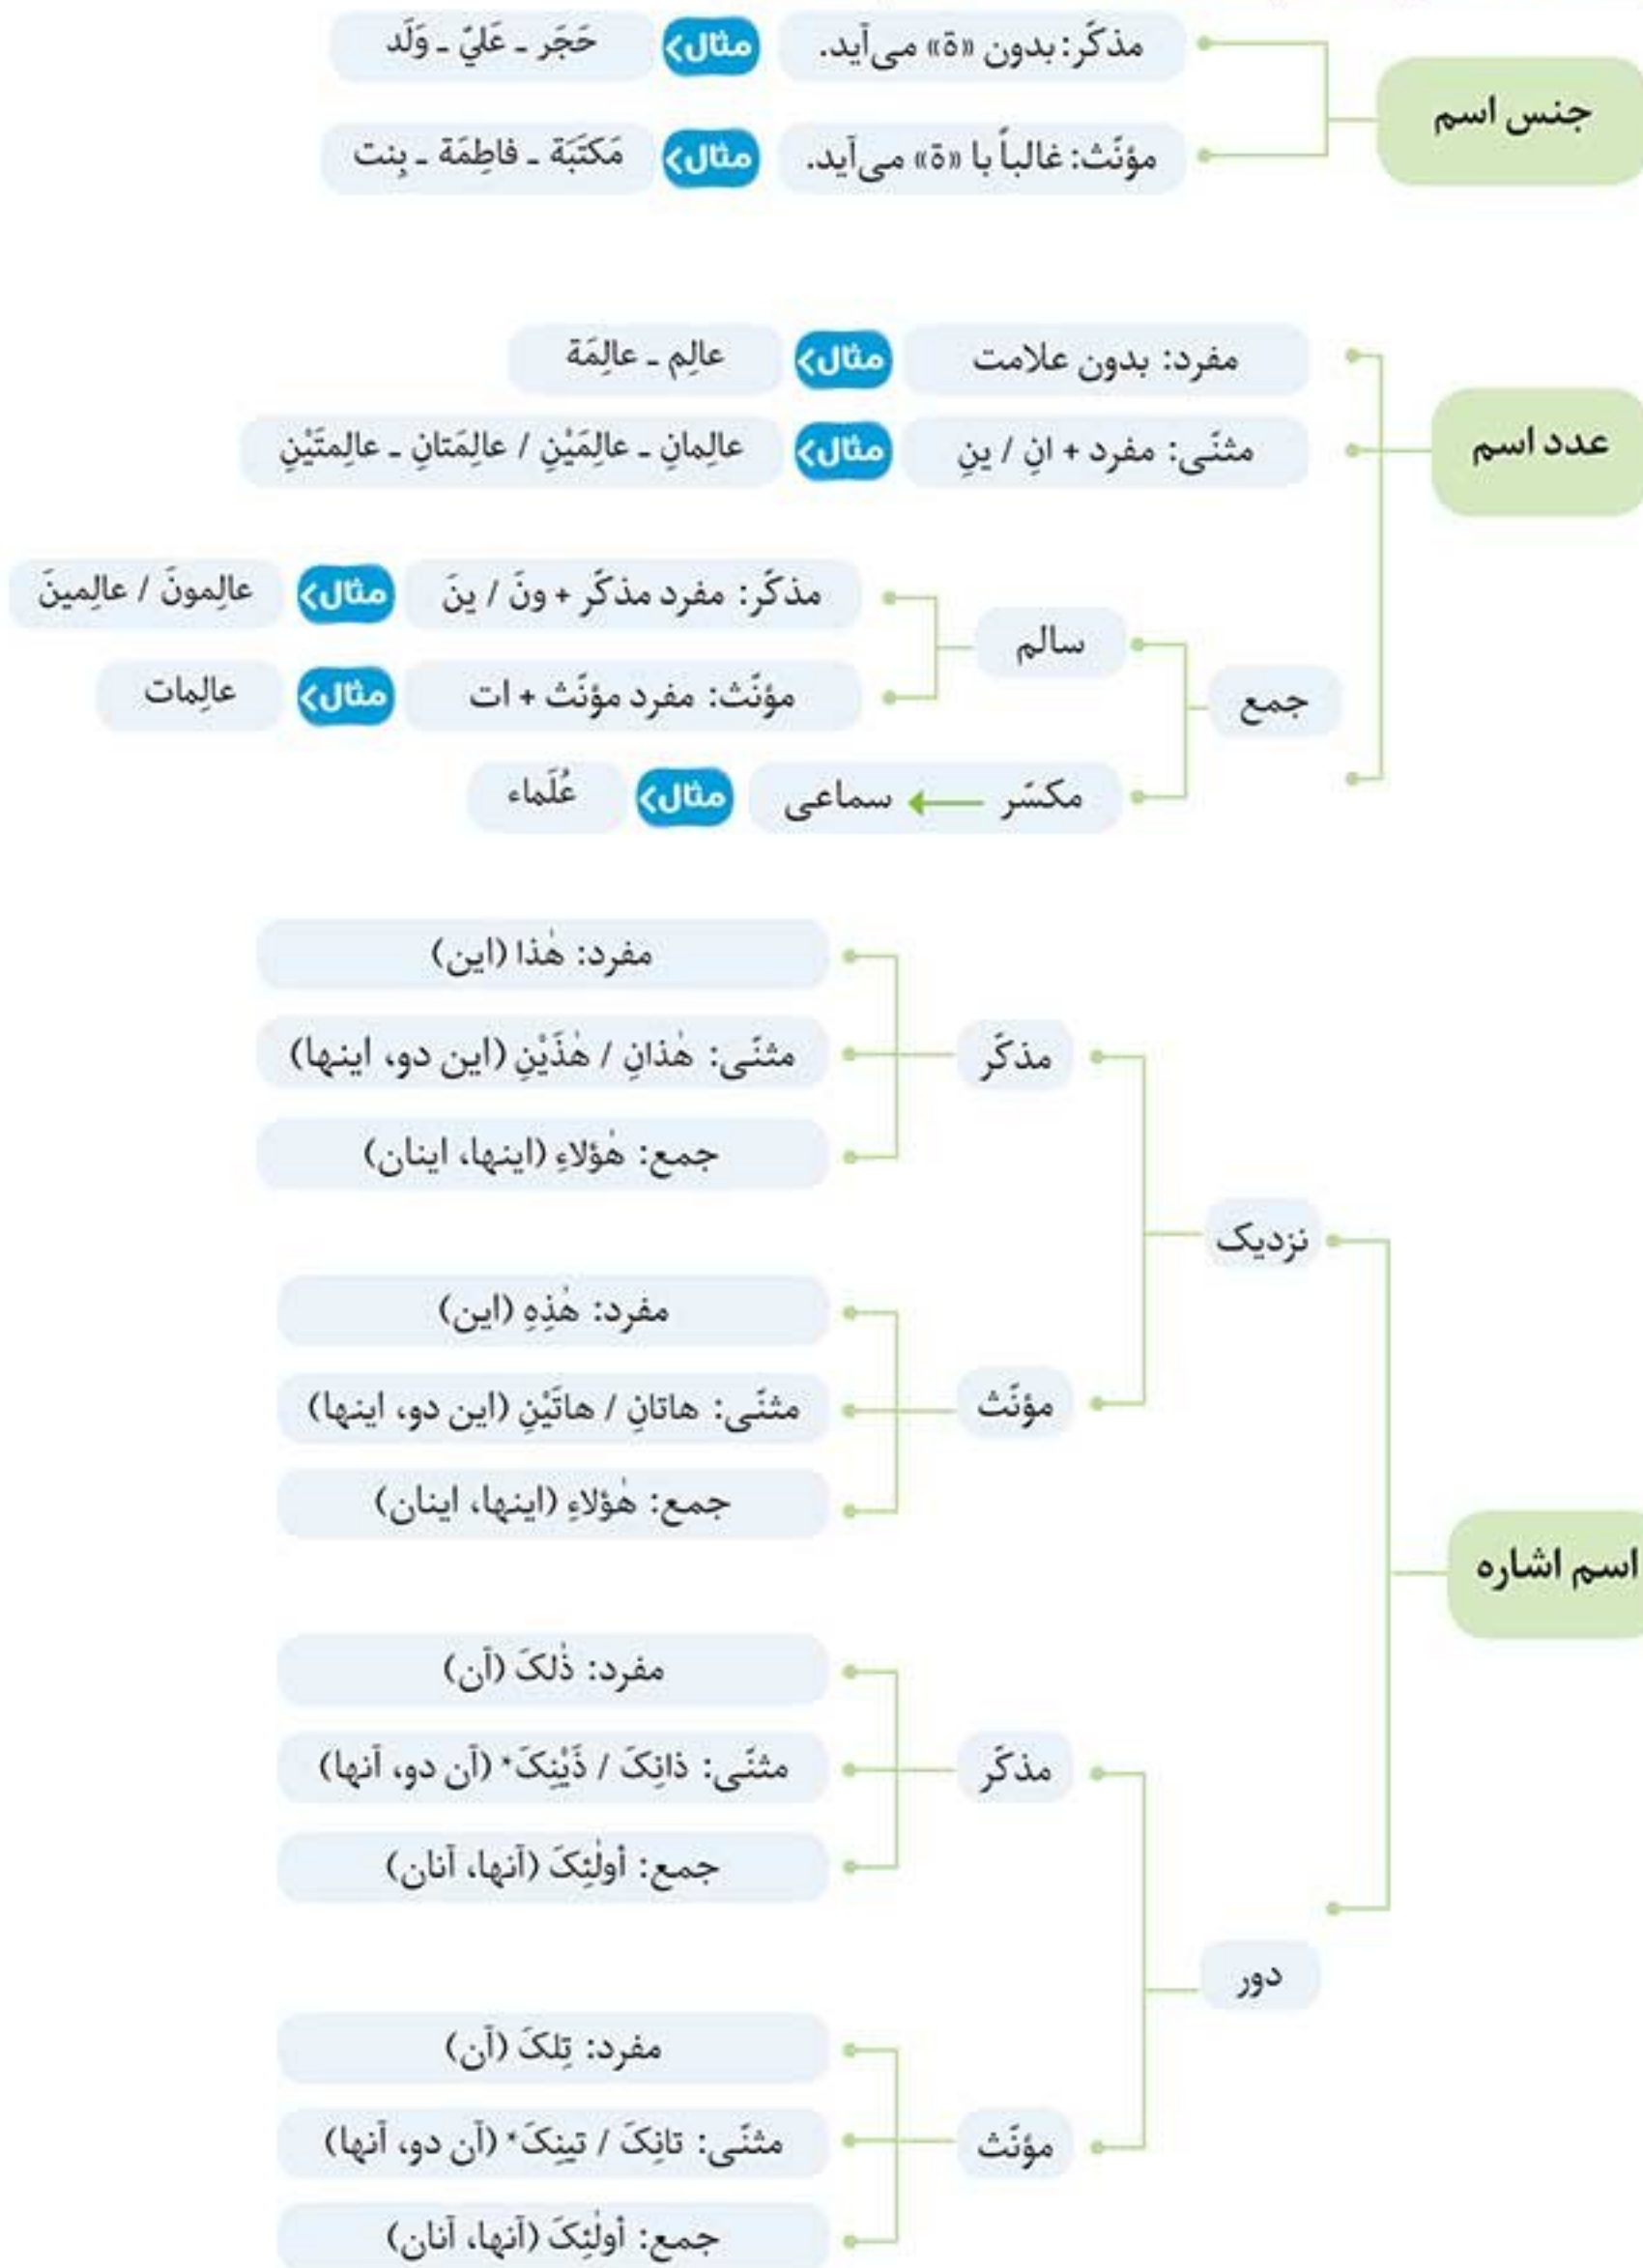 جنس اسم
مذکّر: بدون «ة» می‌آید. مثال> حَجَر ـ عَليّ ـ وَلَد
مؤنّث: غالباً با «ة» می‌آید. مثال> مَکتَبَة ـ فاطِمَة ـ بِنت
عدد اسم
مفرد: بدون علامت مثال> عالِم ـ عالِمَة
مثنّی: مفرد + انِ / ینِ مثال> عالِمانِ ـ عالِمَیْنِ / عالِمَتانِ ـ عالِمتَیْنِ
جمع
سالم
مذکّر: مفرد مذکّر + ونَ / ینَ مثال> عالِمونَ / عالِمینَ
مؤنّث: مفرد مؤنّث + ات مثال> عالِمات
مکسّر ← سماعی مثال> عُلَماء
اسم اشاره
نزدیک
مذکّر
مفرد: هٰذا (این)
مثنّی: هٰذانِ / هٰذَیْنِ (این دو، اینها)
جمع: هٰؤلاءِ (اینها، اینان)
مؤنّث
مفرد: هٰذِهِ (این)
مثنّی: هاتانِ / هاتَیْنِ (این دو، اینها)
جمع: هٰؤلاءِ (اینها، اینان)
دور
مذکّر
مفرد: ذٰلکَ (آن)
مثنّی: ذانِکَ / ذَیْنِکَ* (آن دو، آنها)
جمع: أولٰئِکَ (آنها، آنان)
مؤنّث
مفرد: تِلکَ (آن)
مثنّی: تانِکَ / تینِکَ* (آن دو، آنها)
جمع: أولٰئِکَ (آنها، آنان)